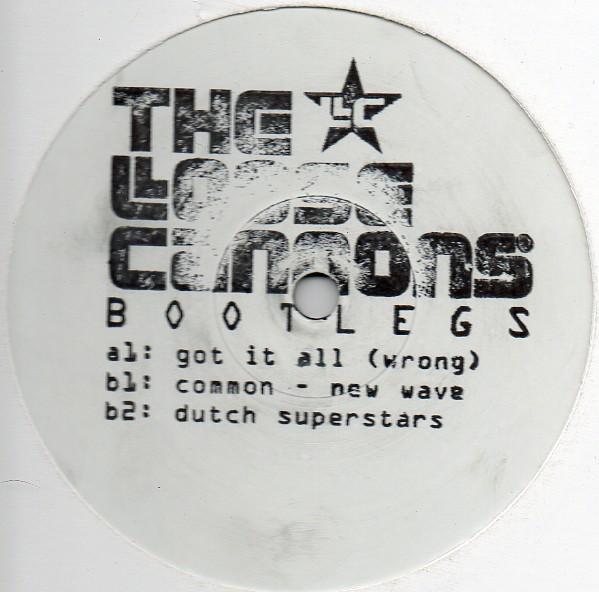 THE
LC
LOOSE
CANNONS
BOOTLEGS
a1: got it all (wrong)
b1: common - new wave
b2: dutch superstars